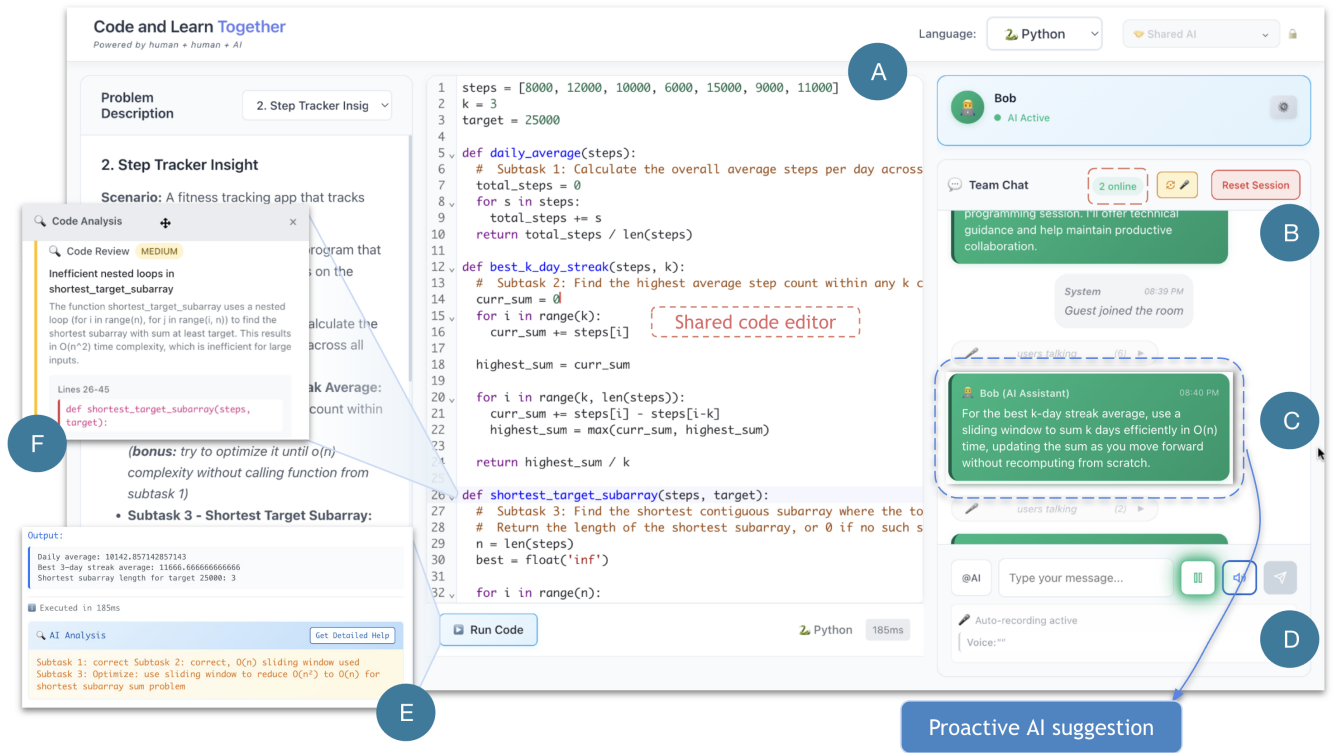 Code and Learn Together
Powered by human + human + AI
Language:
Python
Shared AI
A
Problem
Description
2. Step Tracker Insig
2. Step Tracker Insight
Scenario: A fitness tracking app that tracks
rogram that
s on the
alculate the
across all
ak Average:
count within
(bonus: try to optimize it until o(n)
complexity without calling function from
subtask 1)
• Subtask 3 - Shortest Target Subarray:
Code Analysis
×
Code Review MEDIUM
Inefficient nested loops in
shortest_target_subarray
The function shortest_target_subarray uses a nested
loop (for i in range(n), for j in range(i, n)) to find the
shortest subarray with sum at least target. This results
in O(n^2) time complexity, which is inefficient for large
inputs.
Lines 26-45
def shortest_target_subarray(steps,
target):
F
Output:
Daily average: 10142.857142857143
Best 3-day streak average: 11666.666666666666
Shortest subarray length for target 25000: 3
Executed in 185ms
AI Analysis
Get Detailed Help
Subtask 1: correct Subtask 2: correct, O(n) sliding window used
Subtask 3: Optimize: use sliding window to reduce O(n²) to O(n) for
shortest subarray sum problem
E
1 steps = [8000, 12000, 10000, 6000, 15000, 9000, 11000]
2 k = 3
3 target = 25000
4
5 def daily_average(steps):
6 # Subtask 1: Calculate the overall average steps per day across
7 total_steps = 0
8 for s in steps:
9 total_steps += s
10 return total_steps / len(steps)
11
12 def best_k_day_streak(steps, k):
13 # Subtask 2: Find the highest average step count within any k c
14 curr_sum = 0
15 for i in range(k):
16 curr_sum += steps[i]
17
18 highest_sum = curr_sum
19
20 for i in range(k, len(steps)):
21 curr_sum += steps[i] - steps[i-k]
22 highest_sum = max(curr_sum, highest_sum)
23
24 return highest_sum / k
25
26 def shortest_target_subarray(steps, target):
27 # Subtask 3: Find the shortest contiguous subarray where the to
28 # Return the length of the shortest subarray, or 0 if no such s
29 n = len(steps)
30 best = float('inf')
31
32 for i in range(n):
Shared code editor
Run Code
Python
185ms
Bob
AI Active
Team Chat
2 online
Reset Session
B
programming session. I'll offer technical
guidance and help maintain productive
collaboration.
System 08:39 PM
Guest joined the room
users talking (6)
Bob (AI Assistant) 08:40 PM
For the best k-day streak average, use a
sliding window to sum k days efficiently in O(n)
time, updating the sum as you move forward
without recomputing from scratch.
C
users talking (2)
@AI
Type your message...
Auto-recording active
Voice:""
D
Proactive AI suggestion